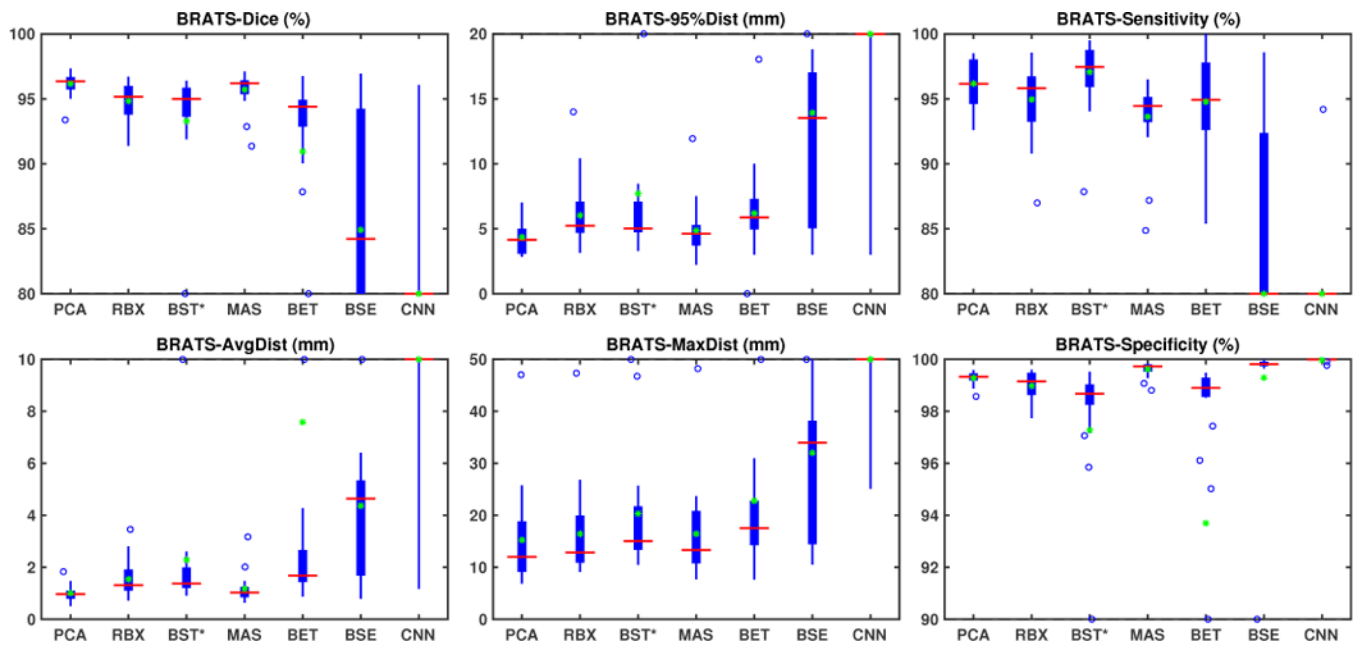 BRATS-Dice (%)
100
95
90
85
80
PCA RBX BST* MAS BET BSE CNN
BRATS-95%Dist (mm)
20
15
10
5
0
PCA RBX BST* MAS BET BSE CNN
BRATS-Sensitivity (%)
100
95
90
85
80
PCA RBX BST* MAS BET BSE CNN
BRATS-AvgDist (mm)
10
8
6
4
2
0
PCA RBX BST* MAS BET BSE CNN
BRATS-MaxDist (mm)
50
40
30
20
10
0
PCA RBX BST* MAS BET BSE CNN
BRATS-Specificity (%)
100
98
96
94
92
90
PCA RBX BST* MAS BET BSE CNN